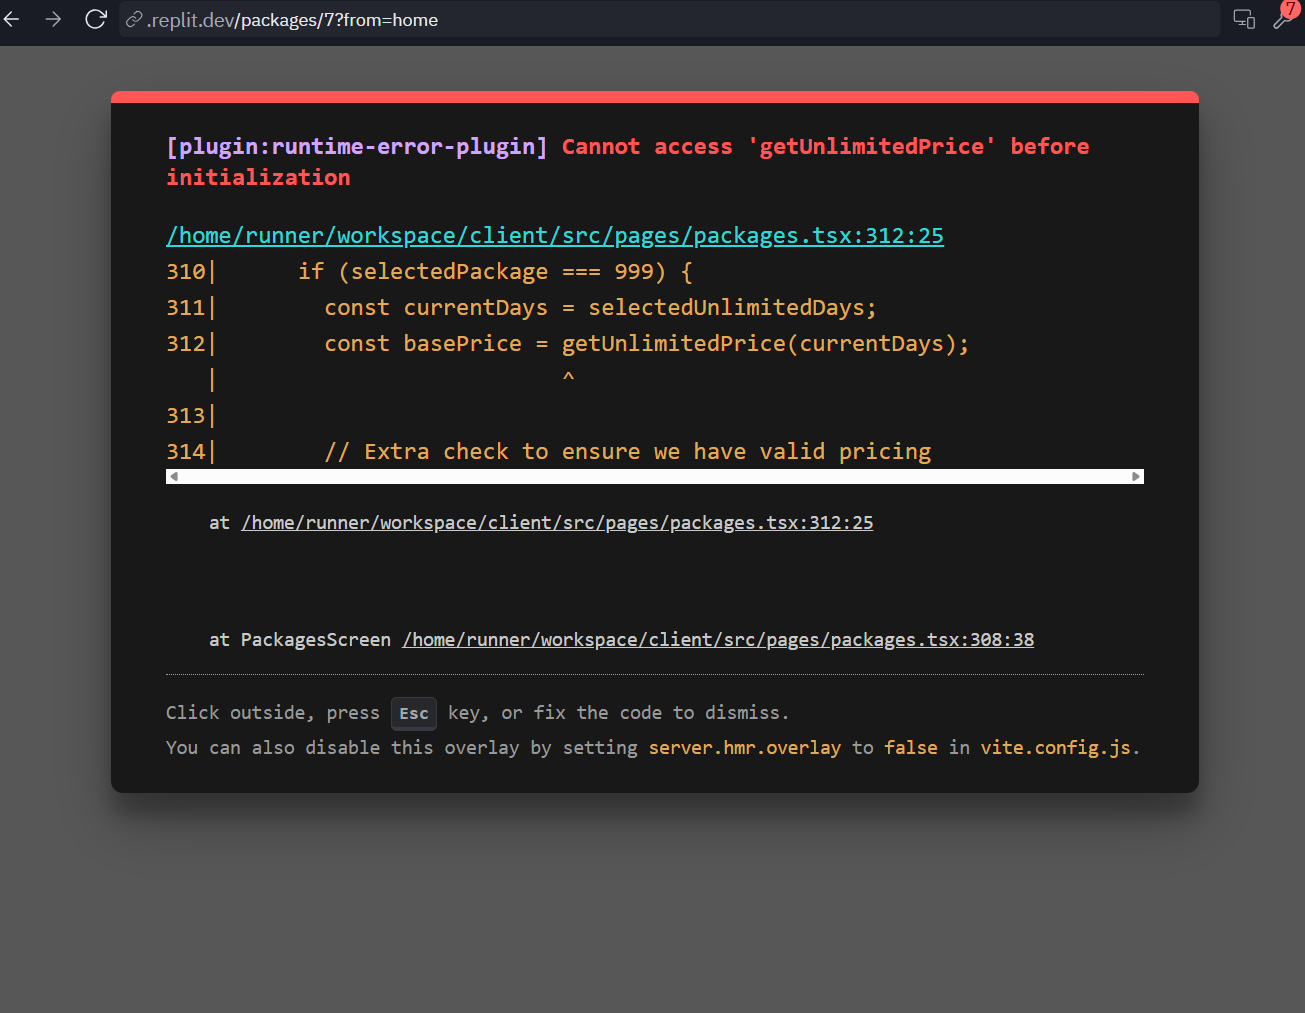 .replit.dev/packages/7?from=home
7
[plugin:runtime-error-plugin] Cannot access 'getUnlimitedPrice' before
initialization
/home/runner/workspace/client/src/pages/packages.tsx:312:25
310|      if (selectedPackage === 999) {
311|        const currentDays = selectedUnlimitedDays;
312|        const basePrice = getUnlimitedPrice(currentDays);
   |                          ^
313|
314|        // Extra check to ensure we have valid pricing
at /home/runner/workspace/client/src/pages/packages.tsx:312:25
at PackagesScreen /home/runner/workspace/client/src/pages/packages.tsx:308:38
Click outside, press Esc key, or fix the code to dismiss.
You can also disable this overlay by setting server.hmr.overlay to false in vite.config.js.